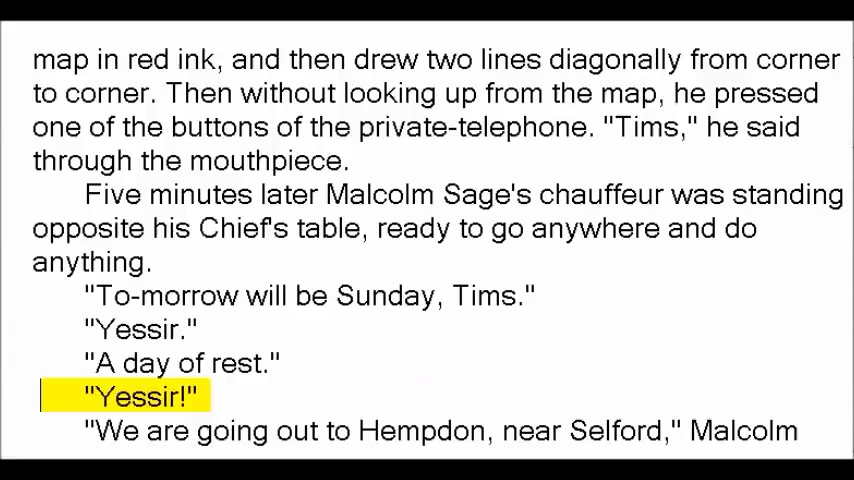 map in red ink, and then drew two lines diagonally from corner
to corner. Then without looking up from the map, he pressed
one of the buttons of the private-telephone. "Tims," he said
through the mouthpiece.
Five minutes later Malcolm Sage's chauffeur was standing
opposite his Chief's table, ready to go anywhere and do
anything.
"To-morrow will be Sunday, Tims."
"Yessir."
"A day of rest."
"Yessir!"
"We are going out to Hempdon, near Selford," Malcolm